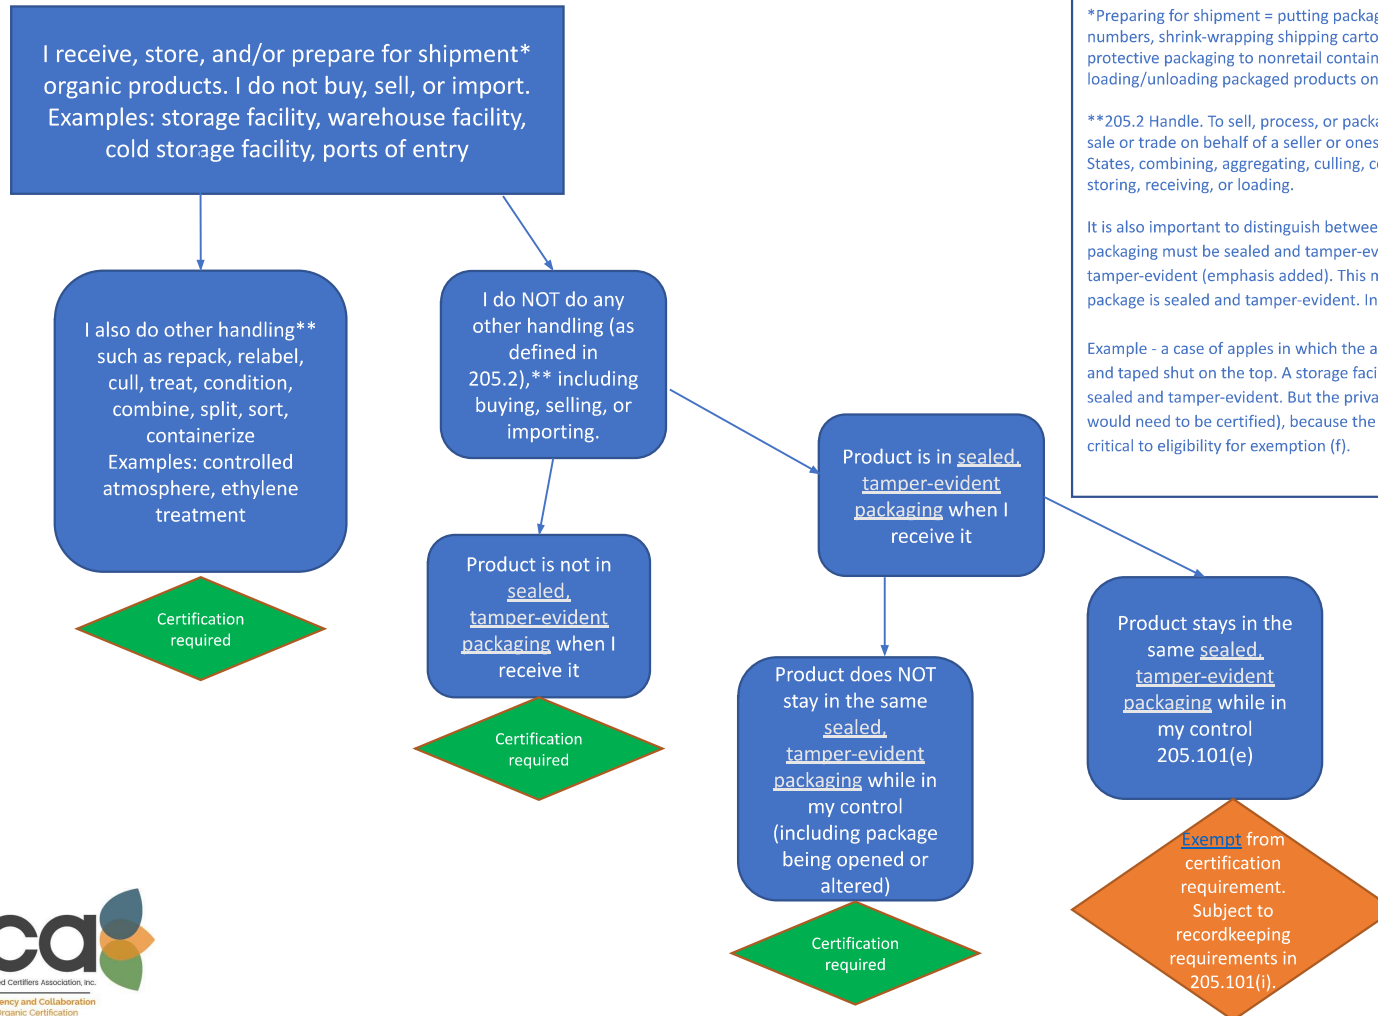 I receive, store, and/or prepare for shipment*
organic products. I do not buy, sell, or import.
Examples: storage facility, warehouse facility,
cold storage facility, ports of entry
I also do other handling**
such as repack, relabel,
cull, treat, condition,
combine, split, sort,
containerize
Examples: controlled
atmosphere, ethylene
treatment
Certification
required
I do NOT do any
other handling (as
defined in
205.2),** including
buying, selling, or
importing.
Product is not in
sealed,
tamper-evident
packaging when I
receive it
Certification
required
Product is in sealed,
tamper-evident
packaging when I
receive it
Product does NOT
stay in the same
sealed,
tamper-evident
packaging while in
my control
(including package
being opened or
altered)
Certification
required
Product stays in the
same sealed,
tamper-evident
packaging while in
my control
205.101(e)
Exempt from
certification
requirement.
Subject to
recordkeeping
requirements in
205.101(i).
*Preparing for shipment = putting
numbers, shrink-wrapping shipping
protective packaging to nonretail
loading/unloading packaged products on
**205.2 Handle. To sell, process, or
sale or trade on behalf of a seller or
States, combining, aggregating, culling,
storing, receiving, or loading.
It is also important to distinguish
packaging must be sealed and
tamper-evident (emphasis added). This
package is sealed and tamper-evident. In
Example - a case of apples in which the
and taped shut on the top. A storage
sealed and tamper-evident. But the
would need to be certified), because the
critical to eligibility for exemption (f).
ca
Certifiers Association, Inc.
and Collaboration
Organic Certification